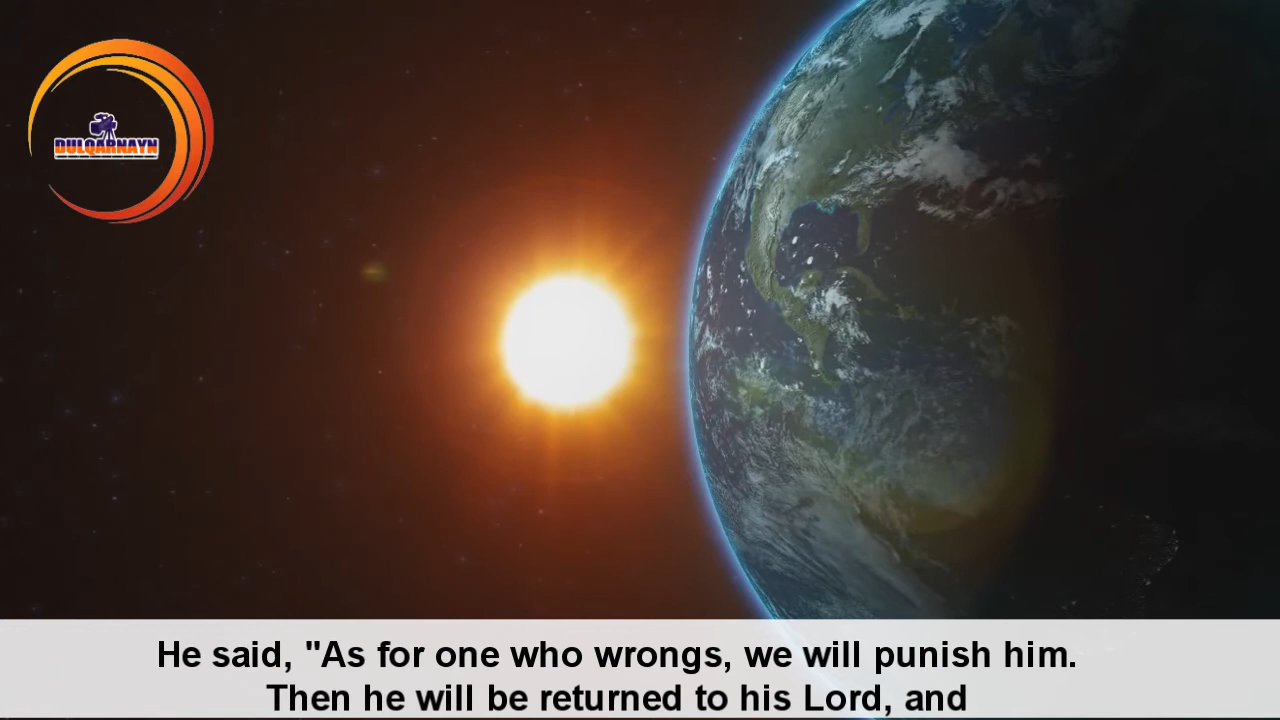 DULQARNAYN
He said, "As for one who wrongs, we will punish him.
Then he will be returned to his Lord, and